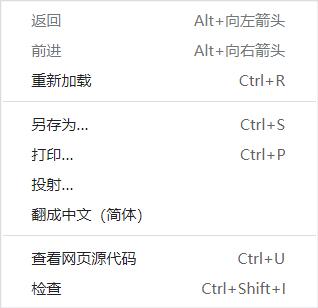 返回 Alt+向左箭头
前进 Alt+向右箭头
重新加载 Ctrl+R
另存为... Ctrl+S
打印... Ctrl+P
投射...
翻成中文（简体）
查看网页源代码 Ctrl+U
检查 Ctrl+Shift+I